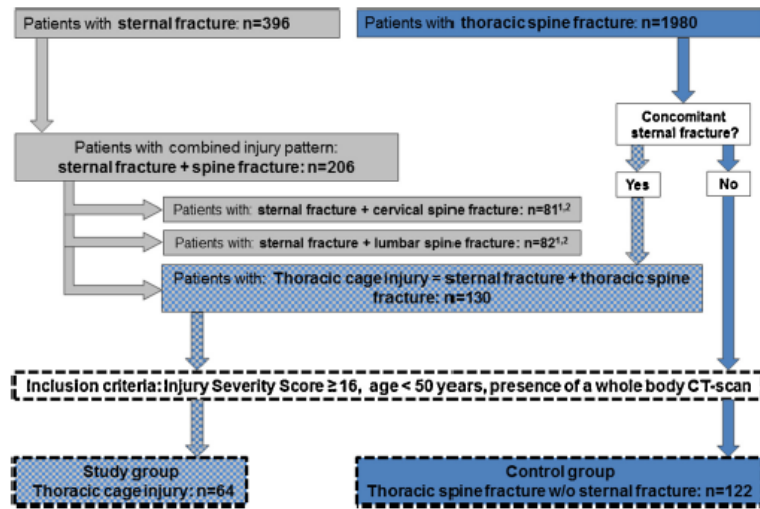 Patients with sternal fracture: n=396
Patients with thoracic spine fracture: n=1980
Concomitant
sternal fracture?
Patients with combined injury pattern:
sternal fracture + spine fracture: n=206
Yes
No
Patients with: sternal fracture + cervical spine fracture: n=81¹,²
Patients with: sternal fracture + lumbar spine fracture: n=82¹,²
Patients with: Thoracic cage injury = sternal fracture + thoracic spine
fracture: n=130
Inclusion criteria: Injury Severity Score ≥ 16, age < 50 years, presence of a whole body CT-scan
Study group
Thoracic cage injury: n=64
Control group
Thoracic spine fracture w/o sternal fracture: n=122